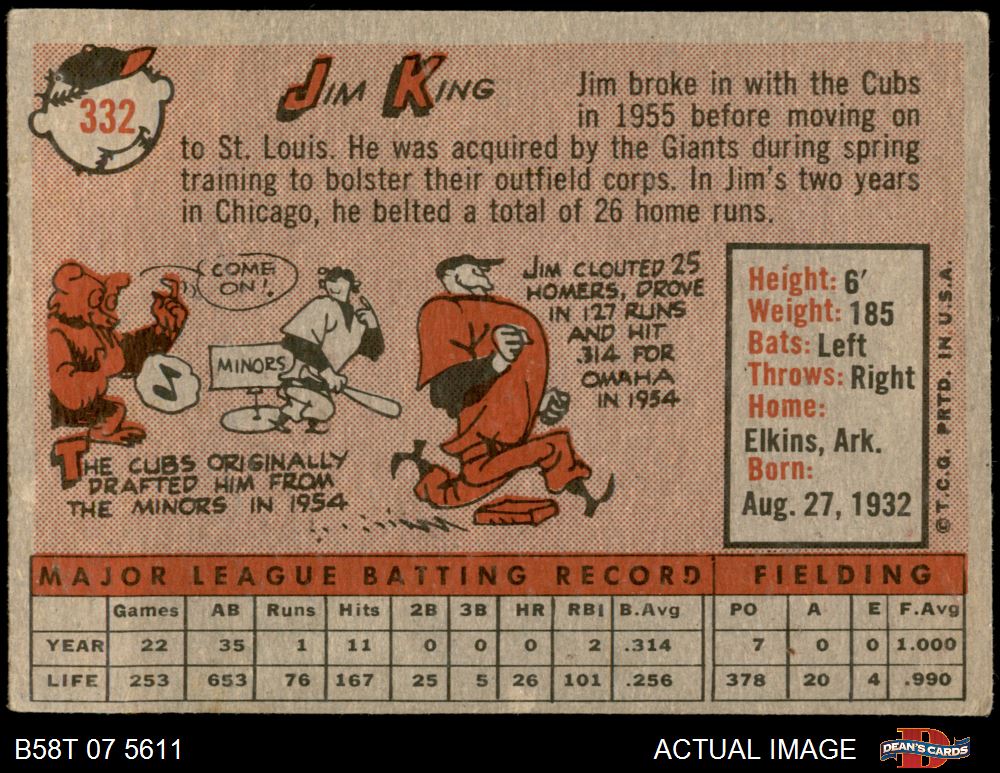 332
JIM KING
Jim broke in with the Cubs
in 1955 before moving on
to St. Louis. He was acquired by the Giants during spring
training to bolster their outfield corps. In Jim's two years
in Chicago, he belted a total of 26 home runs.
COME
ON!
MINORS
THE CUBS ORIGINALLY
DRAFTED HIM FROM
THE MINORS IN 1954
JIM CLOUTED 25
HOMERS, DROVE
IN 127 RUNS
AND HIT
.314 FOR
OMAHA
IN 1954
Height: 6'
Weight: 185
Bats: Left
Throws: Right
Home:
Elkins, Ark.
Born:
Aug. 27, 1932
© T.C.G. PRTD. IN U.S.A.
MAJOR LEAGUE BATTING RECORD FIELDING
Games AB Runs Hits 2B 3B HR RBI B.Avg PO A E F.Avg
YEAR 22 35 1 11 0 0 0 2 .314 7 0 0 1.000
LIFE 253 653 76 167 25 5 26 101 .256 378 20 4 .990
B58T 07 5611 ACTUAL IMAGE DEAN'S CARDS